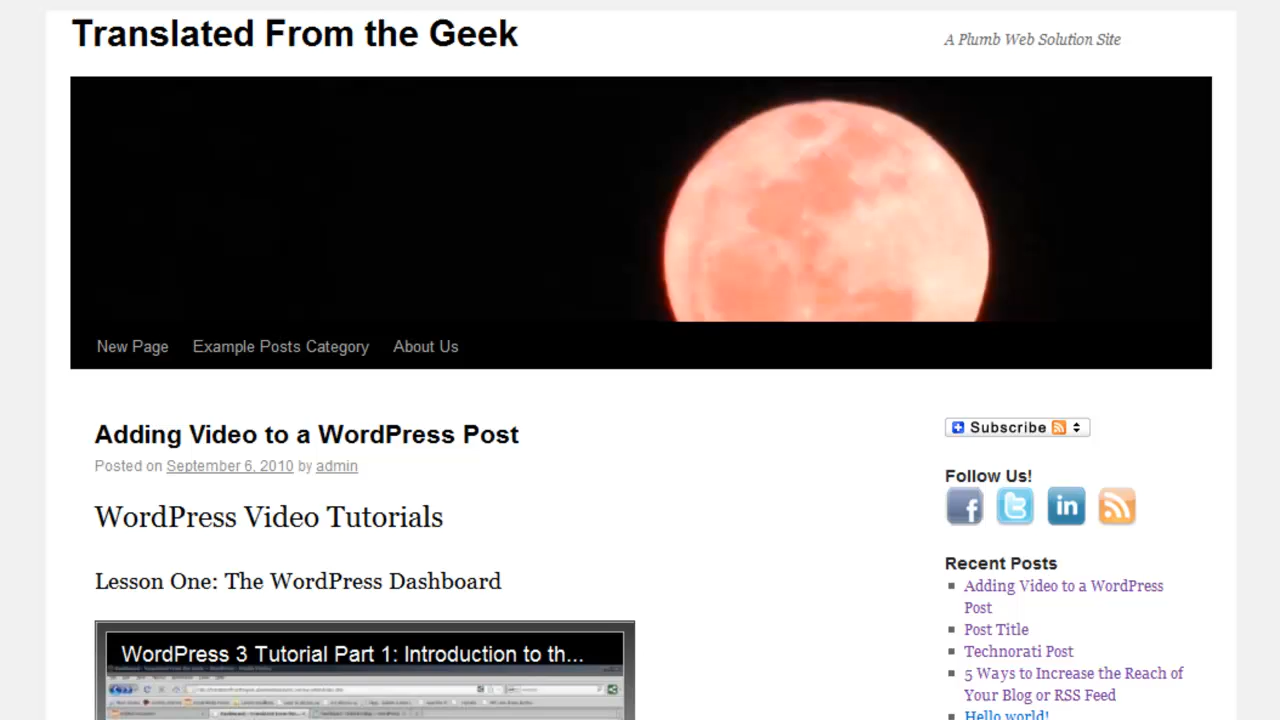 Translated From the Geek
A Plumb Web Solution Site
New Page Example Posts Category About Us
Adding Video to a WordPress Post
Posted on September 6, 2010 by admin
WordPress Video Tutorials
Lesson One: The WordPress Dashboard
WordPress 3 Tutorial Part 1: Introduction to th...
Subscribe
Follow Us!
f
in
Recent Posts
Adding Video to a WordPress
Post
Post Title
Technorati Post
5 Ways to Increase the Reach of
Your Blog or RSS Feed
Hello world!